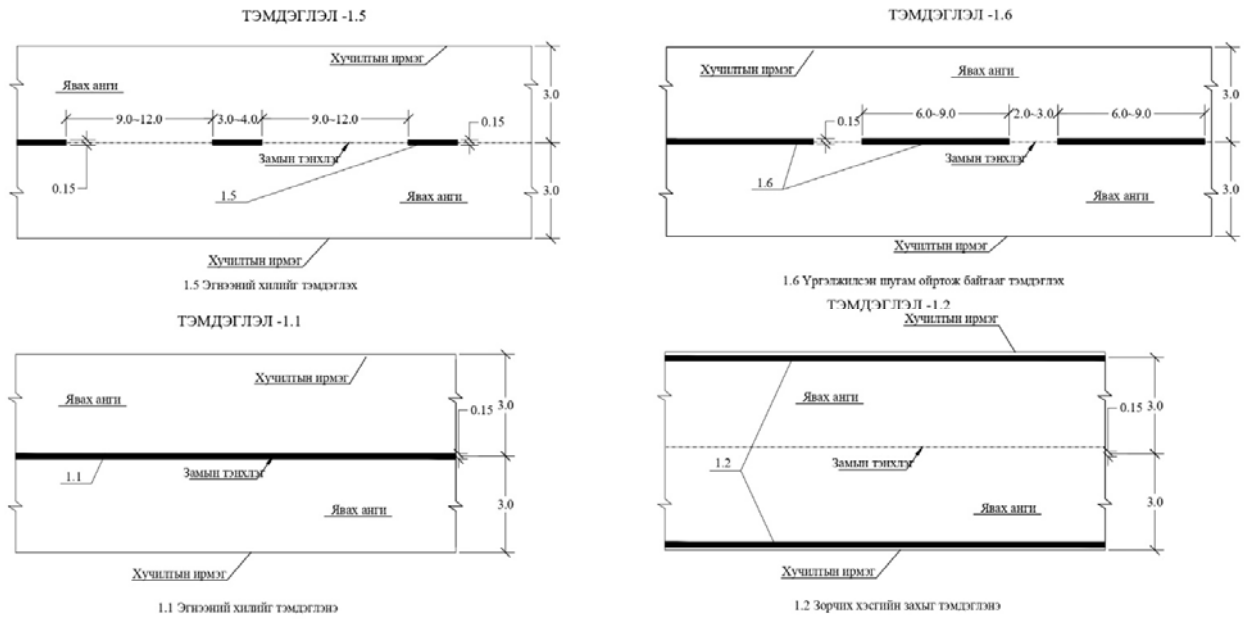 ТЭМДЭГЛЭЛ -1.5
Хучилтын ирмэг
Явах анги
9.0~12.0
3.0~4.0
9.0~12.0
0.15
3.0
0.15
Замын тэнхлэг
1.5
Явах анги
3.0
Хучилтын ирмэг
1.5 Эгнээний хилийг тэмдэглэх
ТЭМДЭГЛЭЛ -1.6
Хучилтын ирмэг
Явах анги
0.15
6.0~9.0
2.0~3.0
6.0~9.0
3.0
Замын тэнхлэг
1.6
Явах анги
3.0
Хучилтын ирмэг
1.6 Үргэлжилсэн шугам ойртож байгааг тэмдэглэх
ТЭМДЭГЛЭЛ -1.1
Хучилтын ирмэг
Явах анги
0.15
3.0
1.1
Замын тэнхлэг
Явах анги
3.0
Хучилтын ирмэг
1.1 Эгнээний хилийг тэмдэглэнэ
ТЭМДЭГЛЭЛ -1.2
Хучилтын ирмэг
Явах анги
0.15
3.0
1.2
Замын тэнхлэг
Явах анги
3.0
Хучилтын ирмэг
1.2 Зорчих хэсгийн захыг тэмдэглэнэ